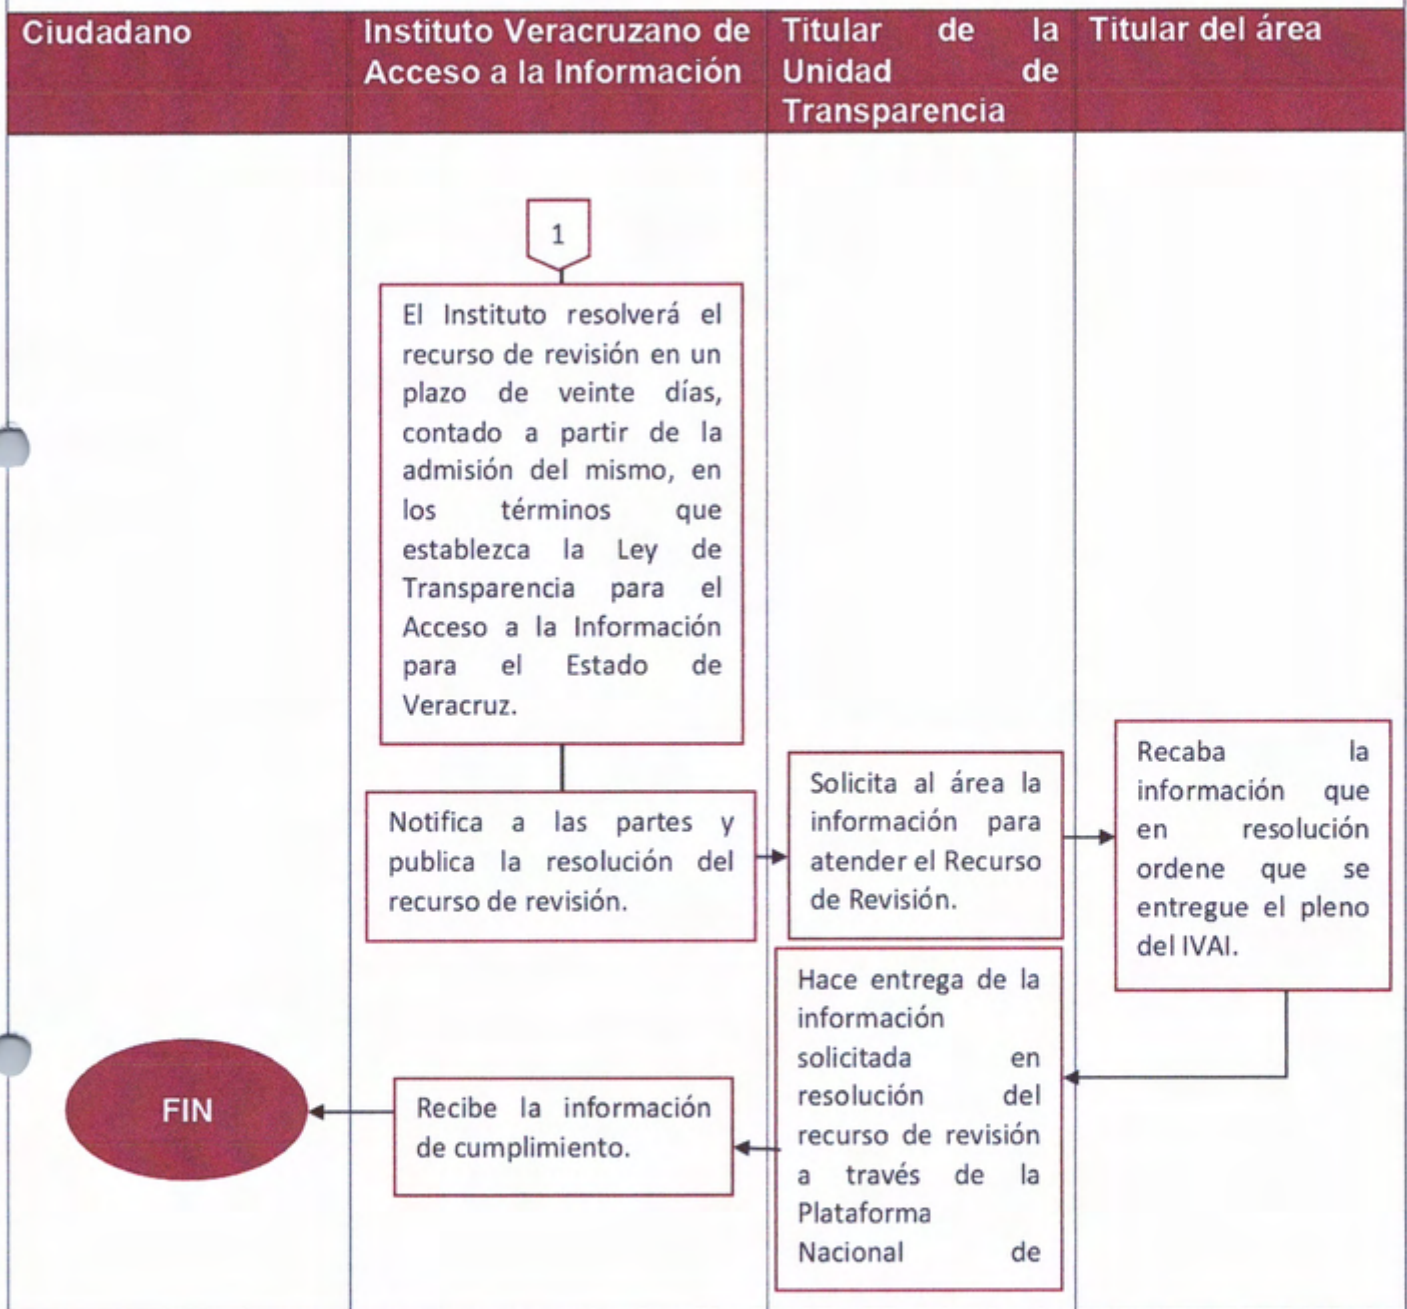 Ciudadano
Instituto Veracruzano de
Acceso a la Información
Titular de la
Unidad de
Transparencia
Titular del área
1
El Instituto resolverá el
recurso de revisión en un
plazo de veinte días,
contado a partir de la
admisión del mismo, en
los términos que
establezca la Ley de
Transparencia para el
Acceso a la Información
para el Estado de
Veracruz.
Notifica a las partes y
publica la resolución del
recurso de revisión.
Solicita al área la
información para
atender el Recurso
de Revisión.
Recaba la
información que
en resolución
ordene que se
entregue el pleno
del IVAI.
Hace entrega de la
información
solicitada en
resolución del
recurso de revisión
a través de la
Plataforma
Nacional de
Recibe la información
de cumplimiento.
FIN